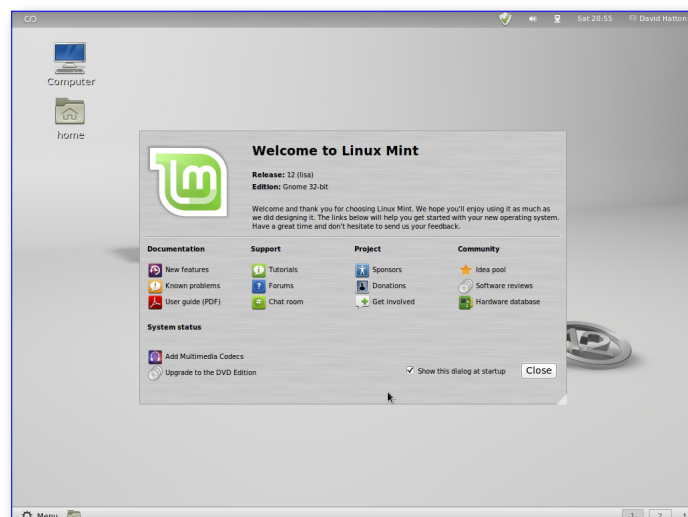 Sat 20:55 David Hatton
Computer
home
Welcome to Linux Mint
Release: 12 (lisa)
Edition: Gnome 32-bit
Welcome and thank you for choosing Linux Mint. We hope you'll enjoy using it as much as
we did designing it. The links below will help you get started with your new operating system.
Have a great time and don't hesitate to send us your feedback.
Documentation Support Project Community
New features Tutorials Sponsors Idea pool
Known problems Forums Donations Software reviews
User guide (PDF) Chat room Get involved Hardware database
System status
Add Multimedia Codecs
Upgrade to the DVD Edition
Show this dialog at startup Close
12
Menu -1- 2